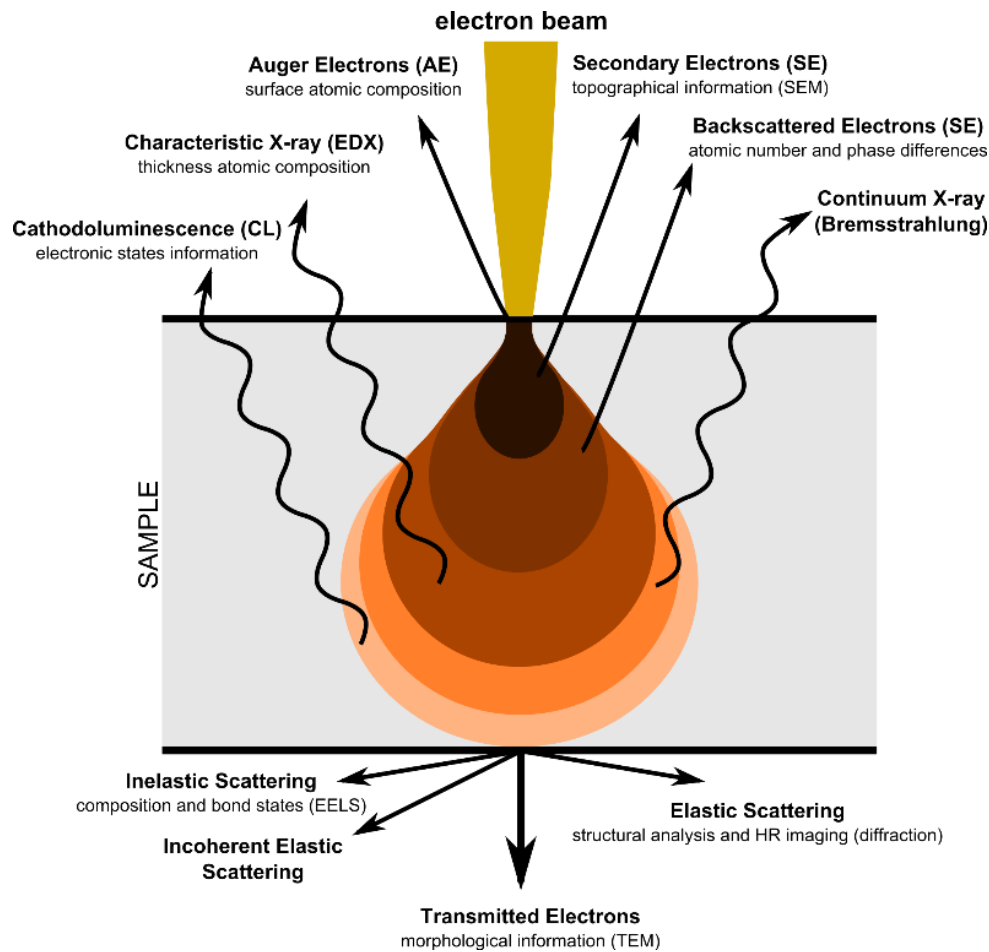 electron beam
Auger Electrons (AE)
surface atomic composition
Secondary Electrons (SE)
topographical information (SEM)
Characteristic X-ray (EDX)
thickness atomic composition
Backscattered Electrons (SE)
atomic number and phase differences
Cathodoluminescence (CL)
electronic states information
Continuum X-ray
(Bremsstrahlung)
SAMPLE
Inelastic Scattering
composition and bond states (EELS)
Incoherent Elastic
Scattering
Elastic Scattering
structural analysis and HR imaging (diffraction)
Transmitted Electrons
morphological information (TEM)